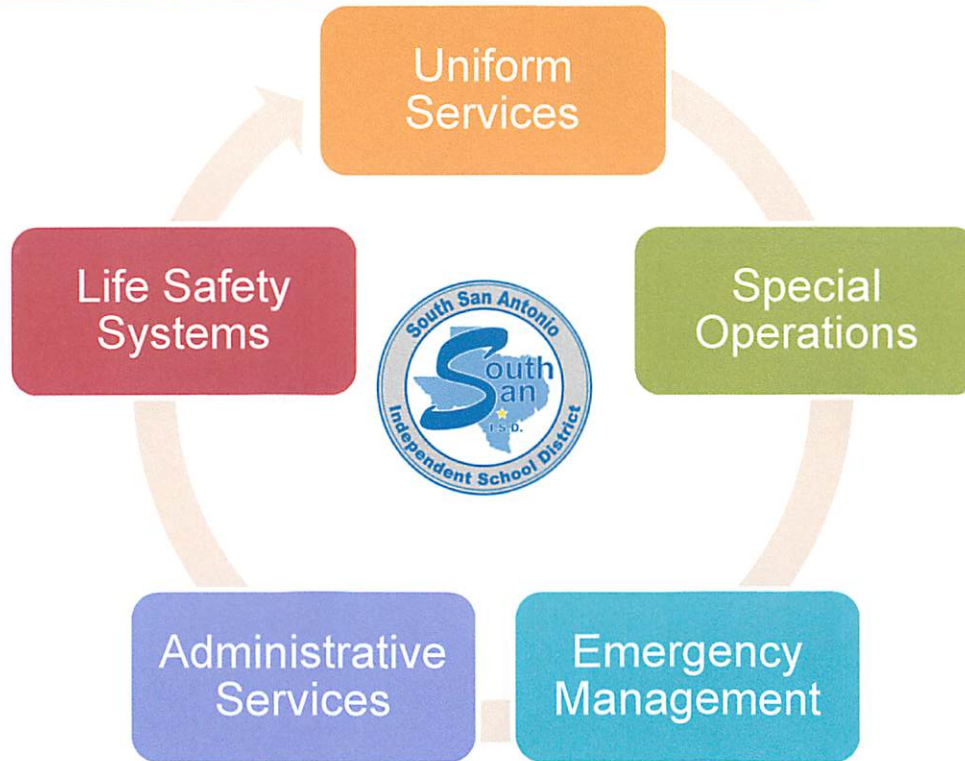 Uniform
Services
Life Safety
Systems
Special
Operations
South San Antonio
South
San
I.S.D.
Independent School District
Administrative
Services
Emergency
Management